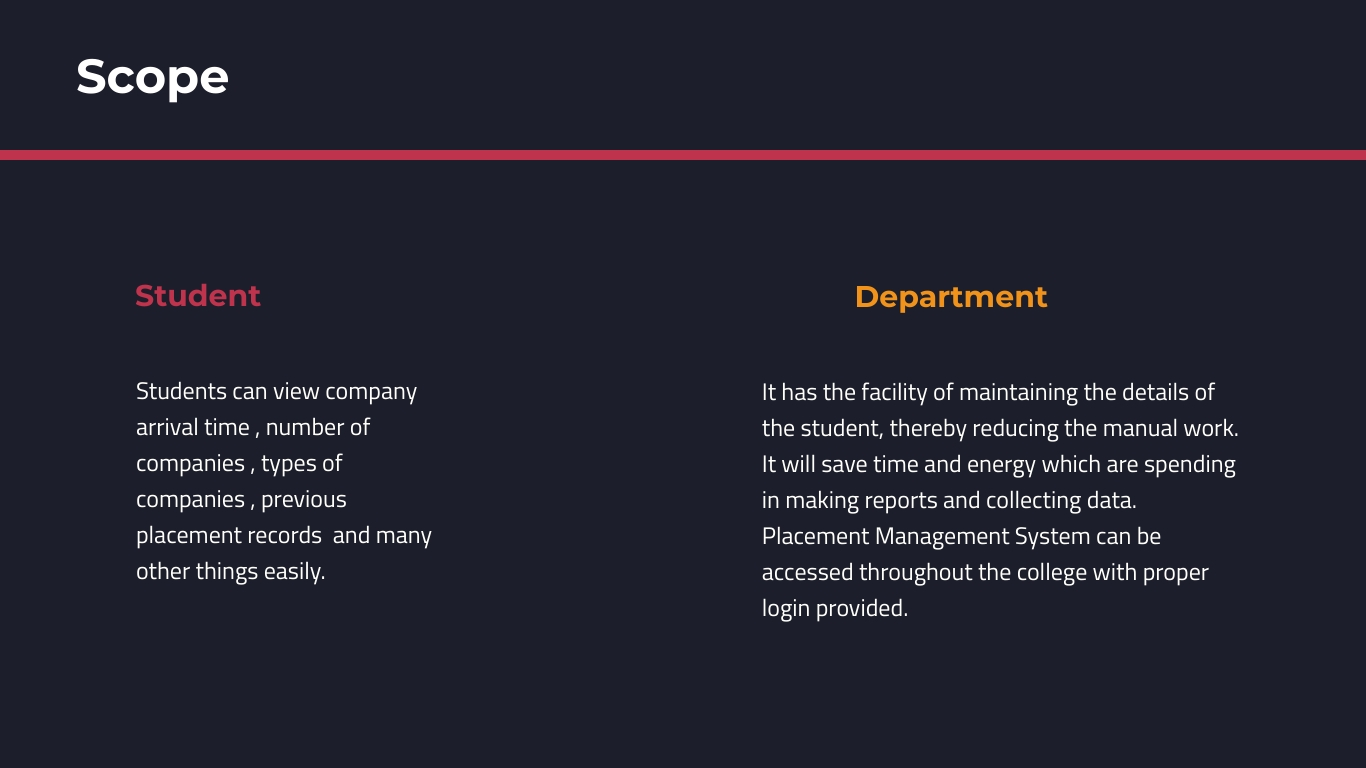 Scope
Student
Students can view company
arrival time , number of
companies , types of
companies , previous
placement records  and many
other things easily.
Department
It has the facility of maintaining the details of
the student, thereby reducing the manual work.
It will save time and energy which are spending
in making reports and collecting data.
Placement Management System can be
accessed throughout the college with proper
login provided.